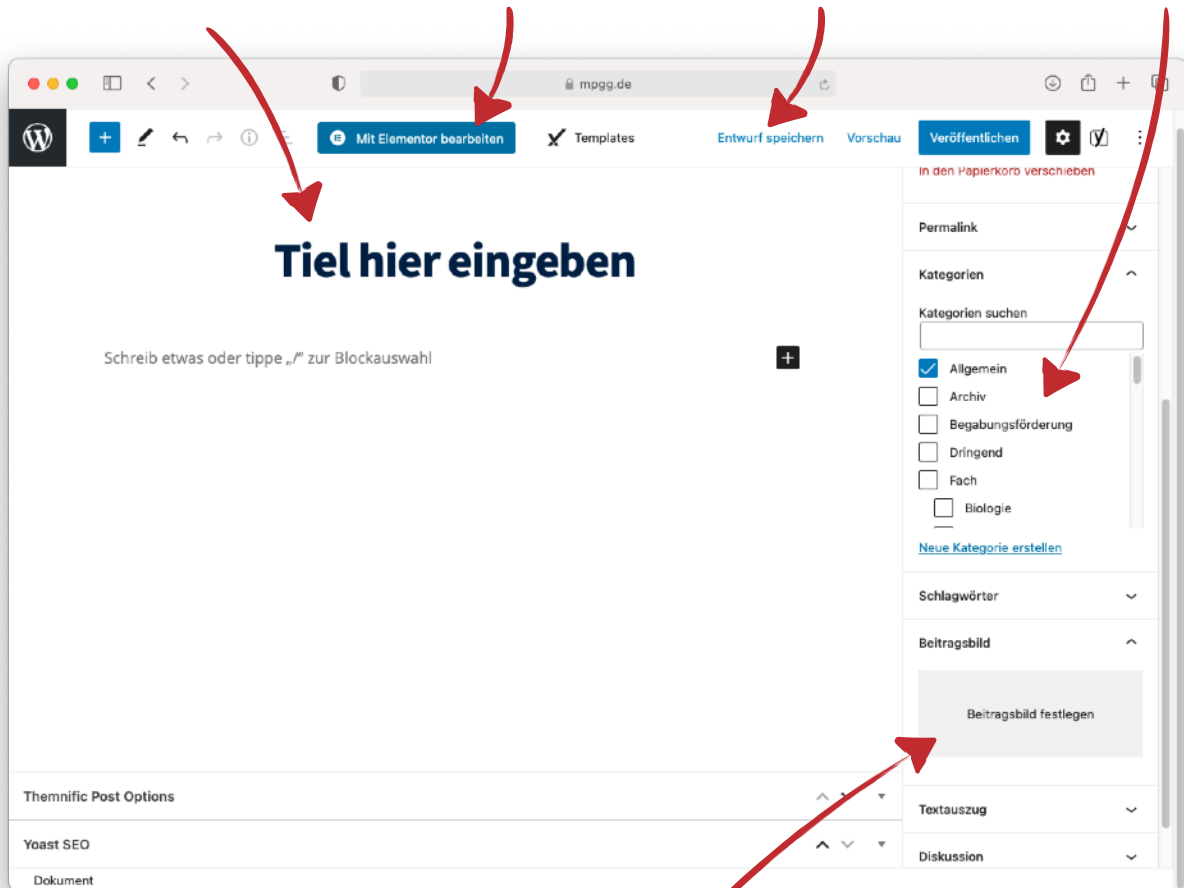 mpgg.de
Mit Elementor bearbeiten
Templates
Entwurf speichern
Vorschau
Veröffentlichen
In den Papierkorb verschieben
Tiel hier eingeben
Schreib etwas oder tippe „/“ zur Blockauswahl
Permalink
Kategorien
Kategorien suchen
Allgemein
Archiv
Begabungsförderung
Dringend
Fach
Biologie
Neue Kategorie erstellen
Schlagwörter
Beitragsbild
Beitragsbild festlegen
Textauszug
Diskussion
Themnific Post Options
Yoast SEO
Dokument